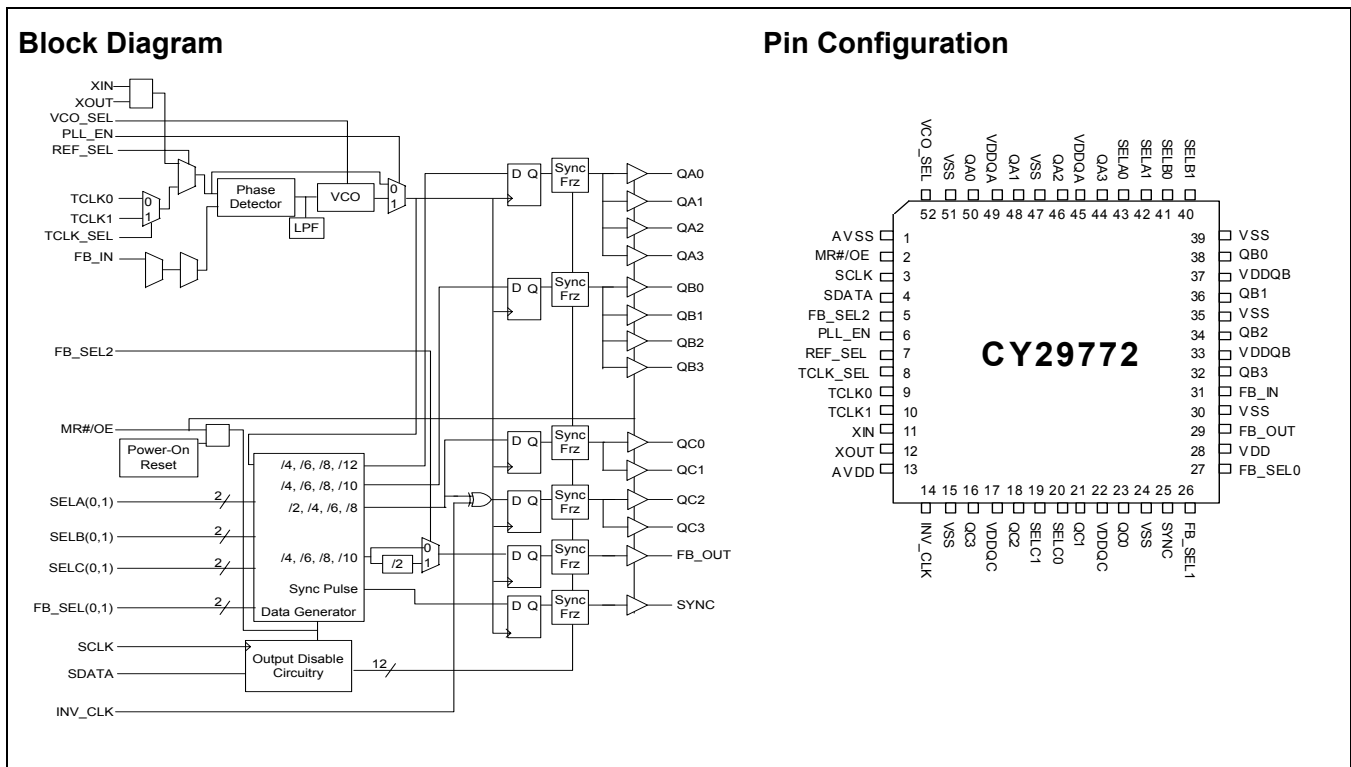 Block Diagram
XIN
XOUT
VCO_SEL
PLL_EN
REF_SEL
TCLK0
TCLK1
TCLK_SEL
FB_IN
0
1
Phase
Detector
LPF
VCO
0
1
D Q
Sync
Frz
QA0
QA1
QA2
QA3
D Q
Sync
Frz
QB0
QB1
QB2
QB3
FB_SEL2
MR#/OE
Power-On
Reset
SELA(0,1)
2
SELB(0,1)
2
SELC(0,1)
2
FB_SEL(0,1)
2
/4, /6, /8, /12
/4, /6, /8, /10
/2, /4, /6, /8
/4, /6, /8, /10
/2
0
1
Sync Pulse
Data Generator
D Q
Sync
Frz
QC0
QC1
D Q
Sync
Frz
QC2
QC3
D Q
Sync
Frz
FB_OUT
D Q
Sync
Frz
SYNC
SCLK
SDATA
Output Disable
Circuitry
12
INV_CLK
Pin Configuration
VCO_SEL
VSS
QA0
VDDQA
QA1
VSS
QA2
VDDQA
QA3
SELA0
SELA1
SELB0
SELB1
52 51 50 49 48 47 46 45 44 43 42 41 40
AVSS 1
MR#/OE 2
SCLK 3
SDATA 4
FB_SEL2 5
PLL_EN 6
REF_SEL 7
TCLK_SEL 8
TCLK0 9
TCLK1 10
XIN 11
XOUT 12
AVDD 13
CY29772
39 VSS
38 QB0
37 VDDQB
36 QB1
35 VSS
34 QB2
33 VDDQB
32 QB3
31 FB_IN
30 VSS
29 FB_OUT
28 VDD
27 FB_SEL0
14 15 16 17 18 19 20 21 22 23 24 25 26
INV_CLK
VSS
QC3
VDDQC
QC2
SELC1
SELC0
QC1
VDDQC
QC0
VSS
SYNC
FB_SEL1